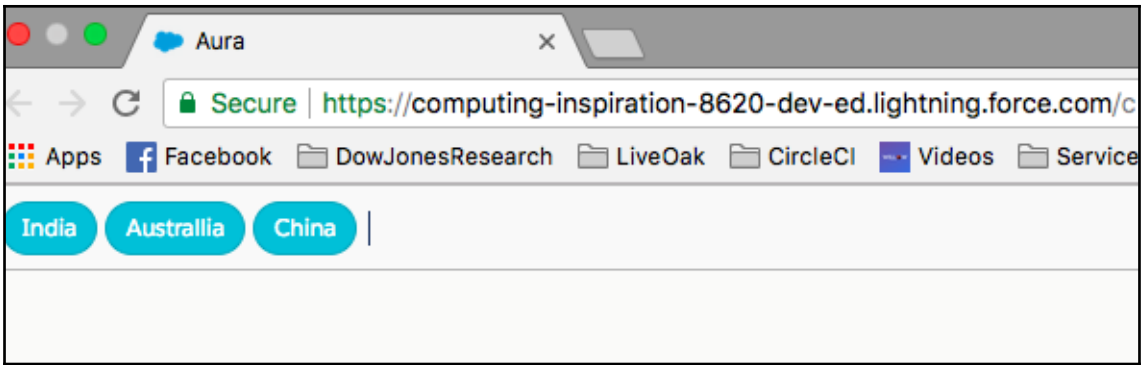 Aura
Secure https://computing-inspiration-8620-dev-ed.lightning.force.com/c
Apps Facebook DowJonesResearch LiveOak CircleCI Videos Service
India Australlia China